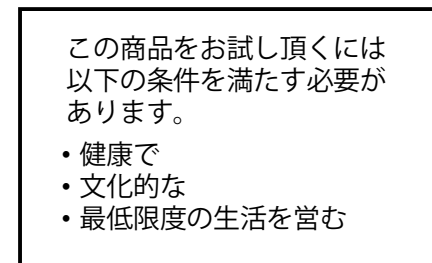 この商品をお試し頂くには
以下の条件を満たす必要が
あります。
・健康で
・文化的な
・最低限度の生活を営む